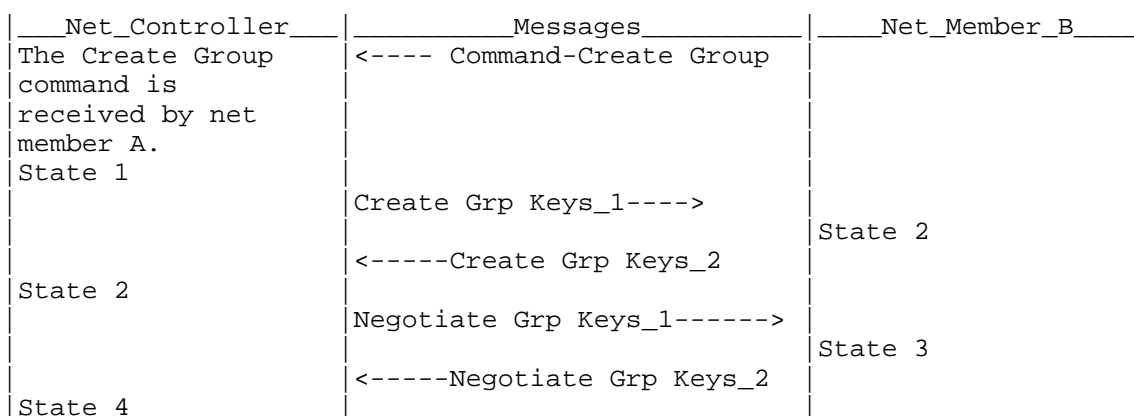 |___Net_Controller___|__________Messages__________|____Net_Member_B____
|The Create Group |<---- Command-Create Group |
|command is | |
|received by net | |
|member A. | |
|State 1 | |
| |Create Grp Keys_1----> |
| | |State 2
| |<-----Create Grp Keys_2 |
|State 2 | |
| |Negotiate Grp Keys_1------> |
| | |State 3
| |<-----Negotiate Grp Keys_2 |
|State 4 | |